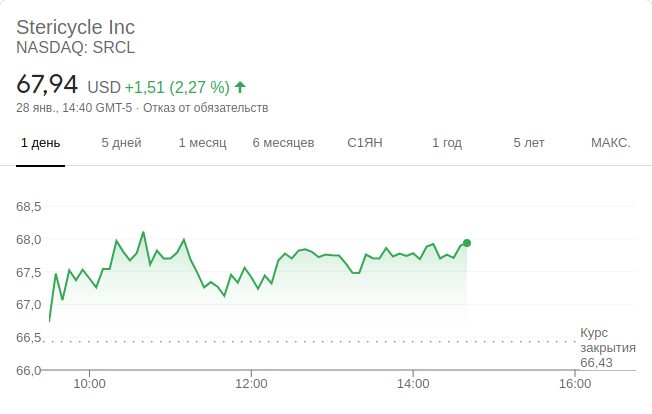 Stericycle Inc
NASDAQ: SRCL
67,94 USD +1,51 (2,27 %)
28 янв., 14:40 GMT-5 · Отказ от обязательств
1 день 5 дней 1 месяц 6 месяцев С1ЯН 1 год 5 лет МАКС.
68,5
68,0
67,5
67,0
66,5
66,0
Курс
закрытия
66,43
10:00 12:00 14:00 16:00